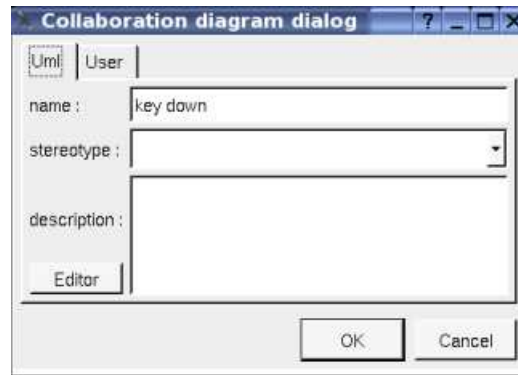 Collaboration diagram dialog ?
Uml User
name : key down
stereotype :
description :
Editor
OK Cancel